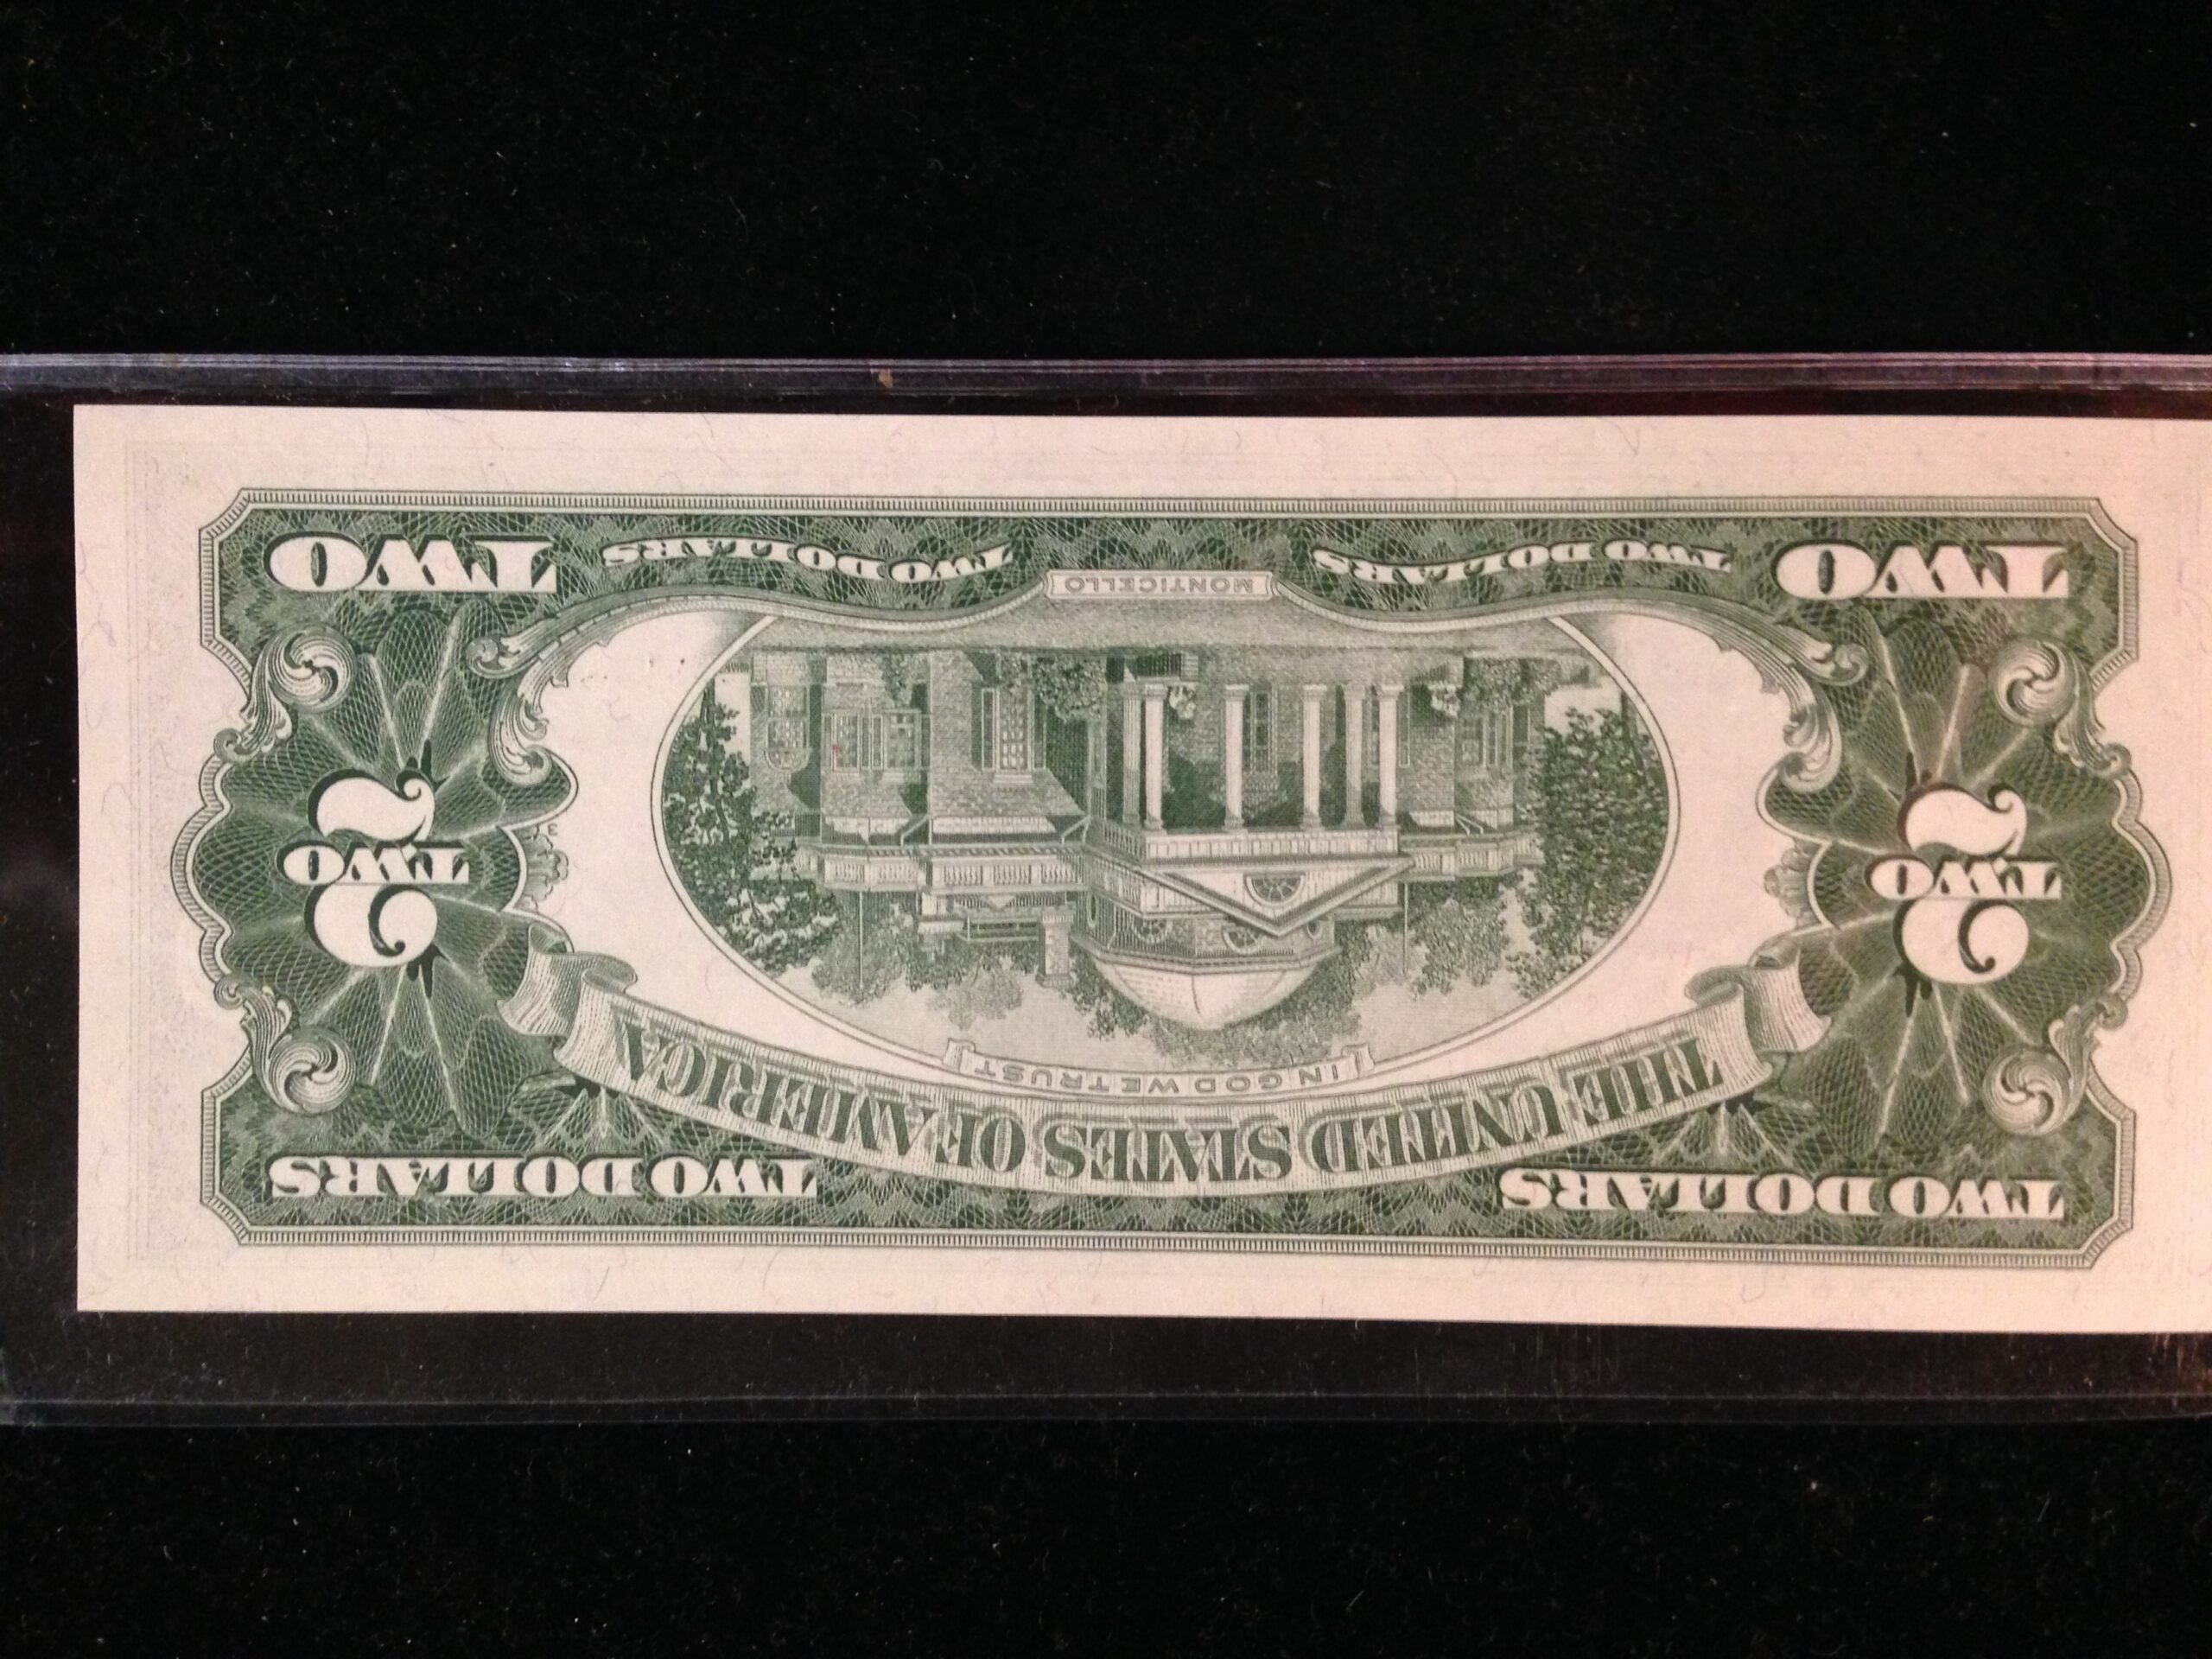 TWO DOLLARS TWO DOLLARS
THE UNITED STATES OF AMERICA
IN GOD WE TRUST
2 2
TWO TWO
3
MONTICELLO
TWO TWO DOLLARS TWO DOLLARS TWO